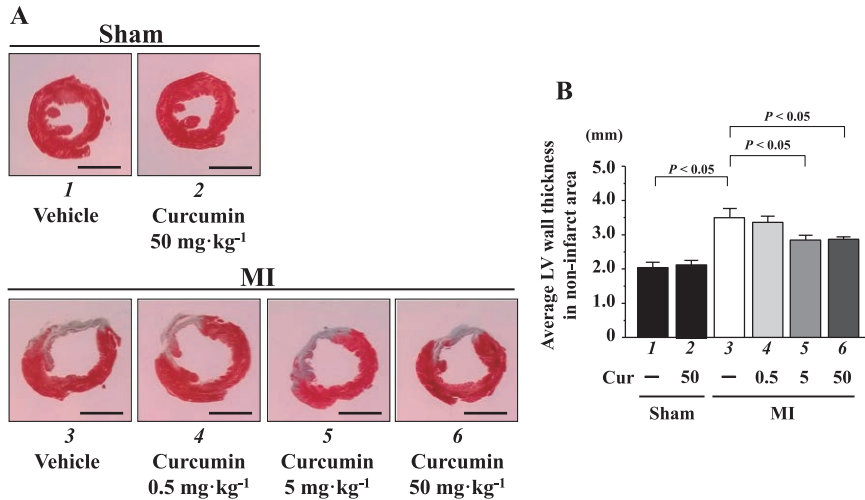 A
Sham
1
2
Vehicle
Curcumin
50 mg·kg-1
MI
3
4
5
6
Vehicle
Curcumin
0.5 mg·kg-1
Curcumin
5 mg·kg-1
Curcumin
50 mg·kg-1
B
(mm)
P < 0.05
P < 0.05
P < 0.05
Average LV wall thickness
in non-infarct area
5.0
4.0
3.0
2.0
1.0
0
1 2 3 4 5 6
Cur – 50 – 0.5 5 50
Sham MI